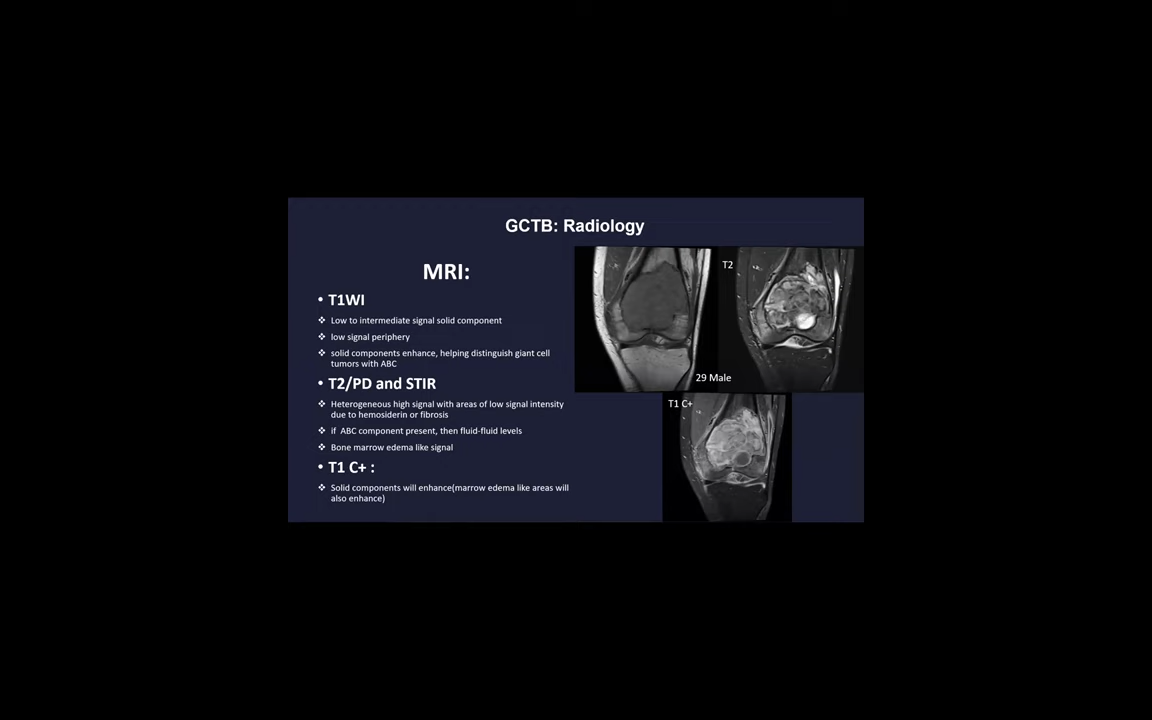 GCTB: Radiology
MRI:
• T1WI
❖ Low to intermediate signal solid component
❖ low signal periphery
❖ solid components enhance, helping distinguish giant cell
tumors with ABC
• T2/PD and STIR
❖ Heterogeneous high signal with areas of low signal intensity
due to hemosiderin or fibrosis
❖ if ABC component present, then fluid-fluid levels
❖ Bone marrow edema like signal
• T1 C+ :
❖ Solid components will enhance(marrow edema like areas will
also enhance)
T2
29 Male
T1 C+